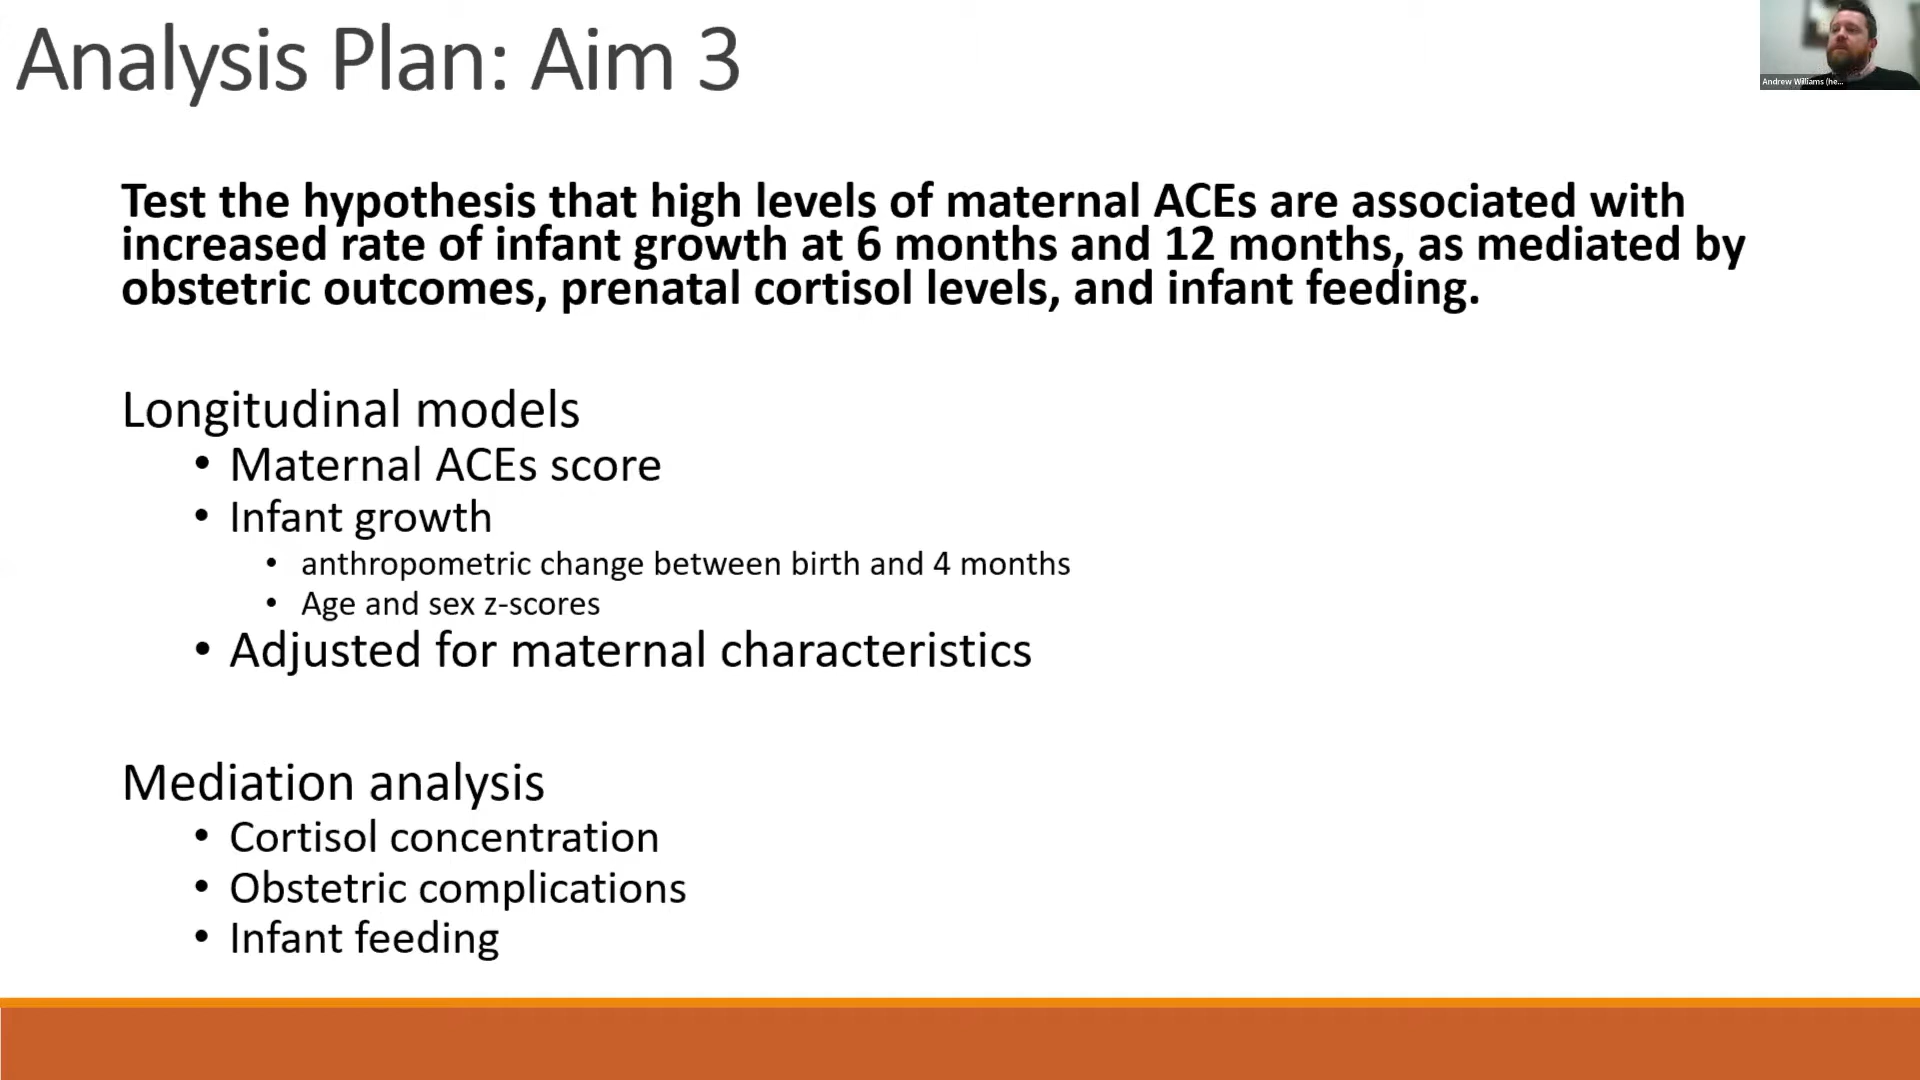 Analysis Plan: Aim 3
Andrew Williams (he...
Test the hypothesis that high levels of maternal ACEs are associated with
increased rate of infant growth at 6 months and 12 months, as mediated by
obstetric outcomes, prenatal cortisol levels, and infant feeding.
Longitudinal models
• Maternal ACEs score
• Infant growth
• anthropometric change between birth and 4 months
• Age and sex z-scores
• Adjusted for maternal characteristics
Mediation analysis
• Cortisol concentration
• Obstetric complications
• Infant feeding